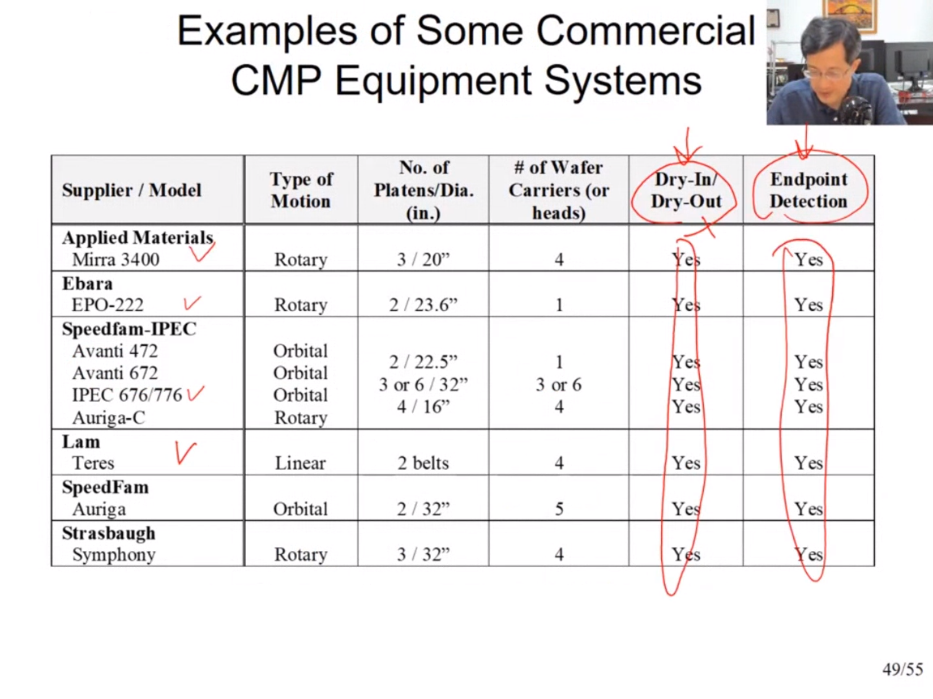 Examples of Some Commercial
CMP Equipment Systems
Supplier / Model
Type of
Motion
No. of
Platens/Dia.
(in.)
# of Wafer
Carriers (or
heads)
Dry-In/
Dry-Out
Endpoint
Detection
Applied Materials
Mirra 3400 Rotary 3 / 20” 4 Yes Yes
Ebara
EPO-222 Rotary 2 / 23.6” 1 Yes Yes
Speedfam-IPEC
Avanti 472
Avanti 672
IPEC 676/776
Auriga-C
Orbital
Orbital
Orbital
Rotary
2 / 22.5”
3 or 6 / 32”
4 / 16”
1
3 or 6
4
Yes
Yes
Yes
Yes
Yes
Yes
Lam
Teres Linear 2 belts 4 Yes Yes
SpeedFam
Auriga Orbital 2 / 32” 5 Yes Yes
Strasbaugh
Symphony Rotary 3 / 32” 4 Yes Yes
49/55